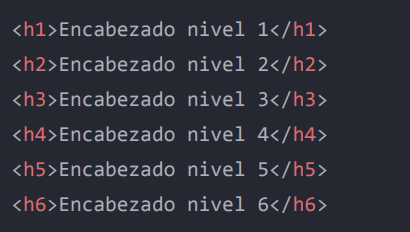 <h1>Encabezado nivel 1</h1>
<h2>Encabezado nivel 2</h2>
<h3>Encabezado nivel 3</h3>
<h4>Encabezado nivel 4</h4>
<h5>Encabezado nivel 5</h5>
<h6>Encabezado nivel 6</h6>